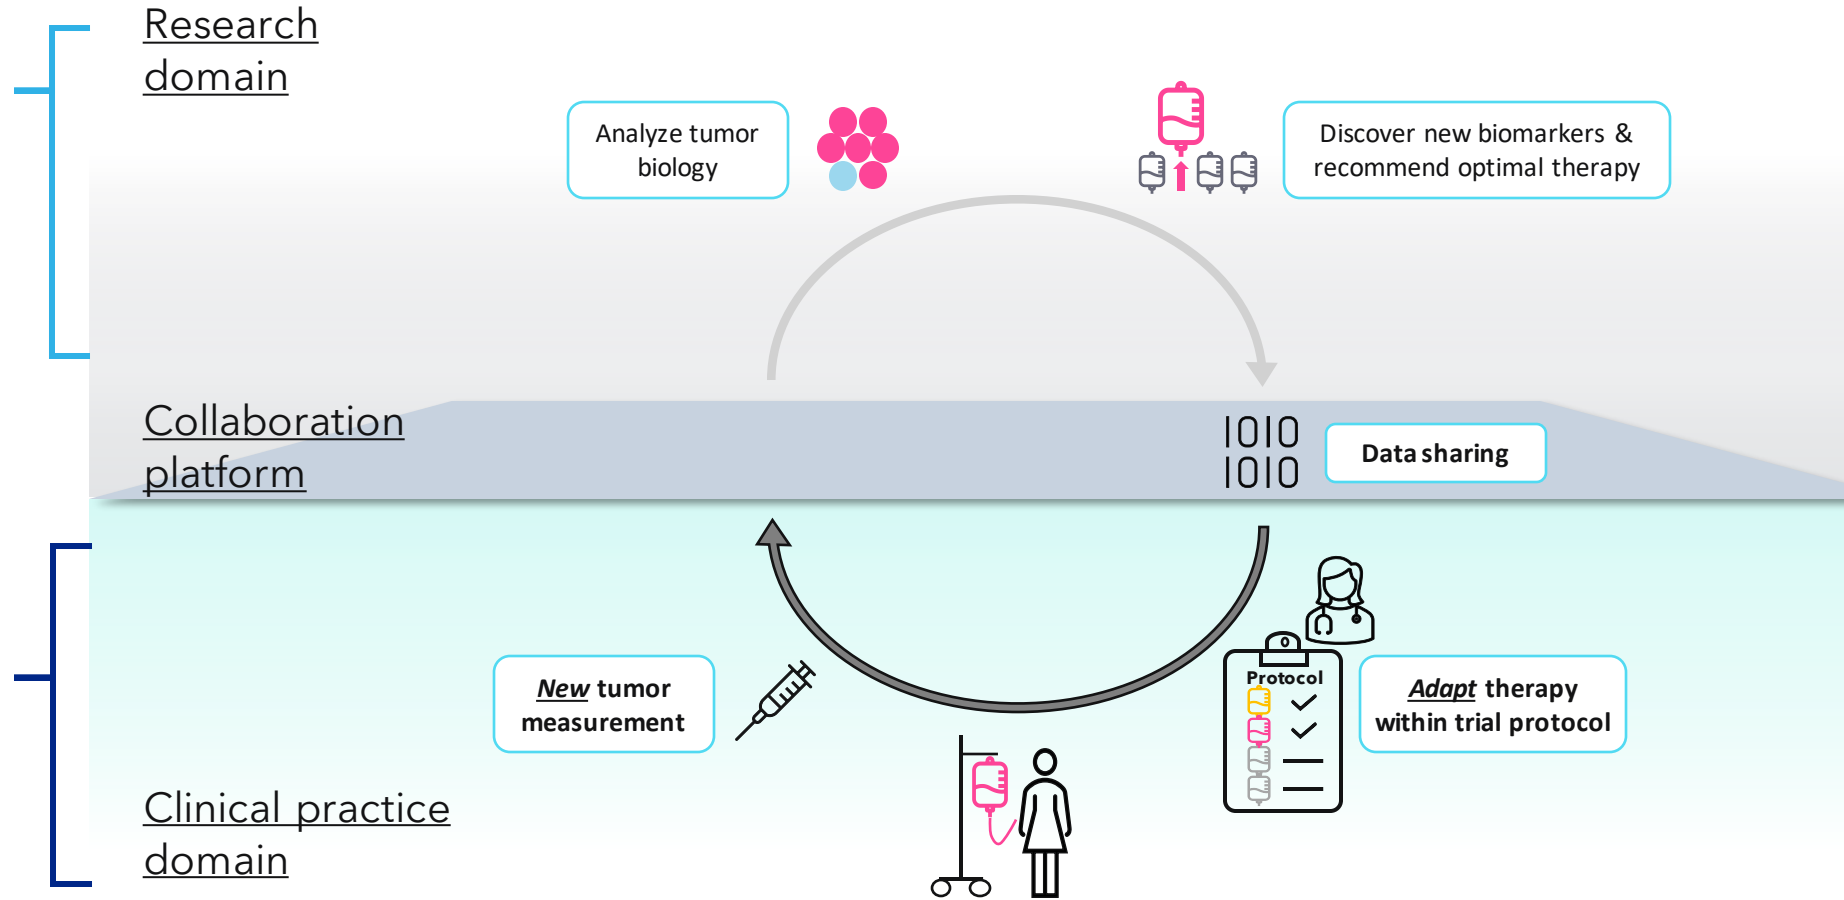 Research
domain
Analyze tumor
biology
Discover new biomarkers &
recommend optimal therapy
Collaboration
platform
1010
1010
Data sharing
New tumor
measurement
Protocol
Adapt therapy
within trial protocol
Clinical practice
domain